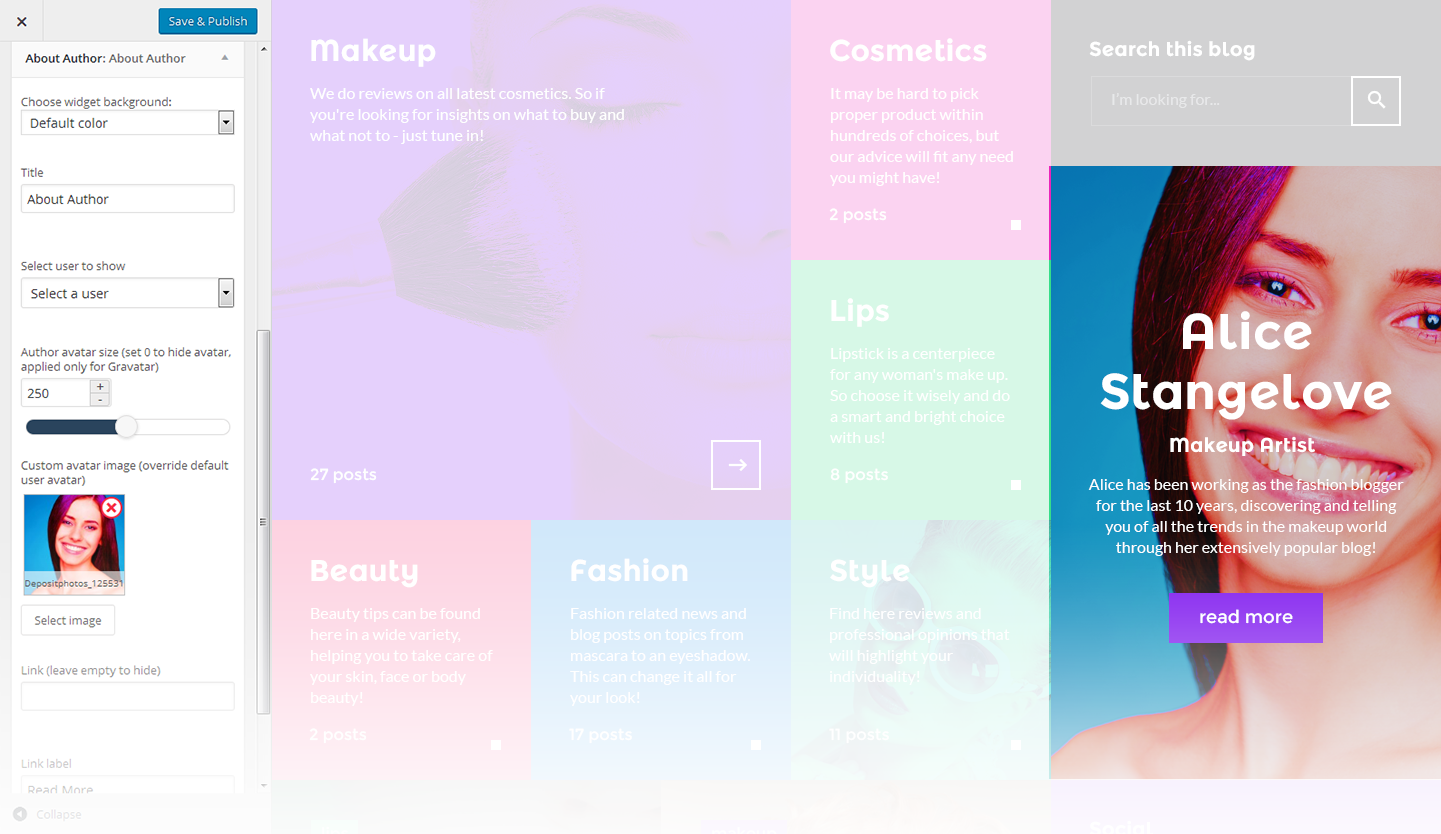 Save & Publish
About Author: About Author
Choose widget background:
Default color
Title
About Author
Select user to show
Select a user
Author avatar size (set 0 to hide avatar,
applied only for Gravatar)
250
+
-
Custom avatar image (override default
user avatar)
Depositphotos_125531
Select image
Link (leave empty to hide)
Link label
Read More
Collapse
Makeup
We do reviews on all latest cosmetics. So if
you're looking for insights on what to buy and
what not to - just tune in!
27 posts
Cosmetics
It may be hard to pick
proper product within
hundreds of choices, but
our advice will fit any need
you might have!
2 posts
Lips
Lipstick is a centerpiece
for any woman's make up.
So choose it wisely and do
a smart and bright choice
with us!
8 posts
Beauty
Beauty tips can be found
here in a wide variety,
helping you to take care of
your skin, face or body
beauty!
2 posts
Fashion
Fashion related news and
blog posts on topics from
mascara to an eyeshadow.
This can change it all for
your look!
17 posts
Style
Find here reviews and
professional opinions that
will highlight your
individuality!
11 posts
Search this blog
I'm looking for...
Alice
Stangelove
Makeup Artist
Alice has been working as the fashion blogger
for the last 10 years, discovering and telling
you of all the trends in the makeup world
through her extensively popular blog!
read more
Social